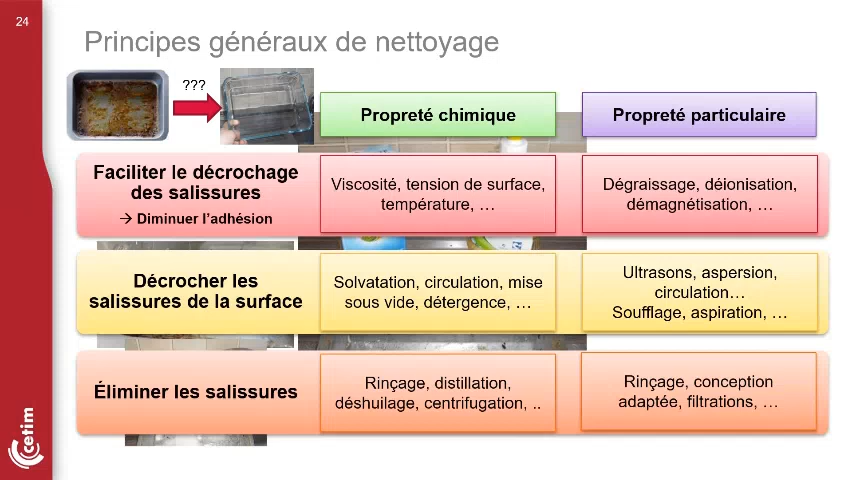 24
Principes généraux de nettoyage
???
Propreté chimique
Propreté particulaire
Faciliter le décrochage
des salissures
→ Diminuer l'adhésion
Viscosité, tension de surface,
température, …
Dégraissage, déionisation,
démagnétisation, …
Décrocher les
salissures de la surface
Solvatation, circulation, mise
sous vide, détergence, …
Ultrasons, aspersion,
circulation…
Soufflage, aspiration, …
Éliminer les salissures
Rinçage, distillation,
déshuilage, centrifugation, ..
Rinçage, conception
adaptée, filtrations, …
cetim